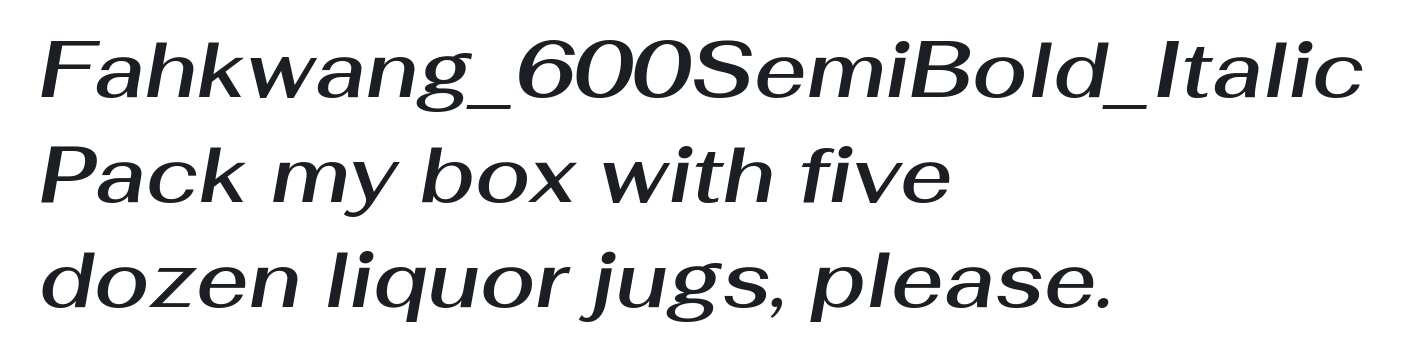 Fahkwang_600SemiBold_Italic
Pack my box with five
dozen liquor jugs, please.